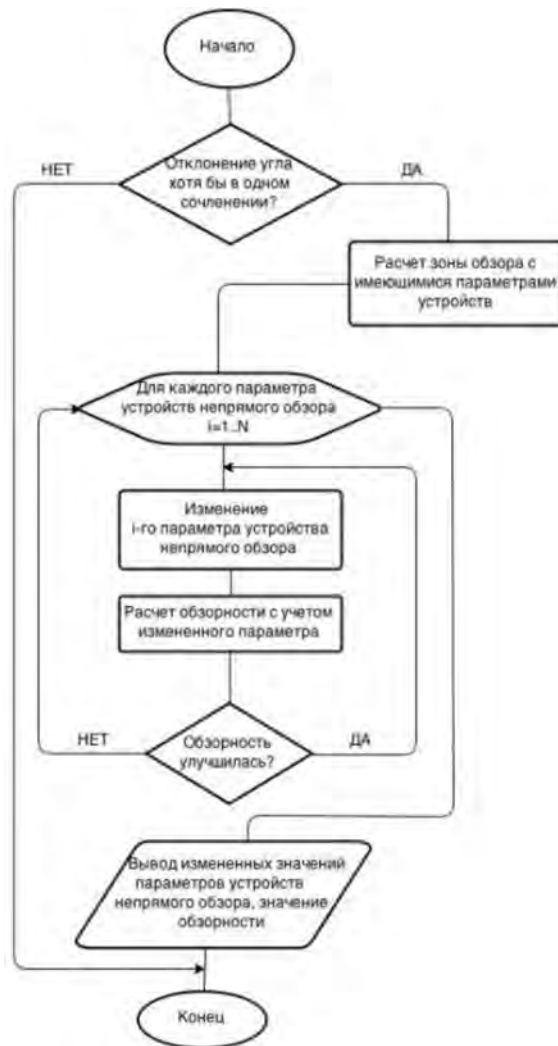 Начало
Отклонение угла
хотя бы в одном
сочленении?
НЕТ
ДА
Расчет зоны обзора с
имеющимися параметрами
устройств
Для каждого параметра
устройств непрямого обзора
i=1..N
Изменение
i-го параметра устройства
непрямого обзора
Расчет обзорности с учетом
измененного параметра
НЕТ
Обзорность
улучшилась?
ДА
Вывод измененных значений
параметров устройств
непрямого обзора, значение
обзорности
Конец